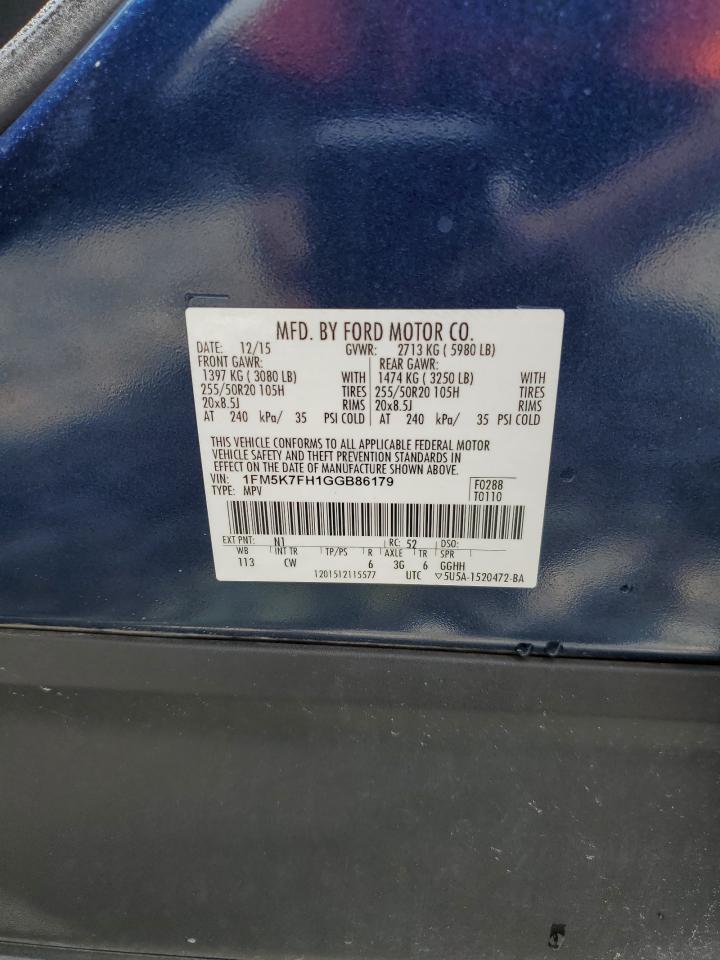 MFD. BY FORD MOTOR CO.
DATE: 12/15 GVWR: 2713 KG ( 5980 LB)
FRONT GAWR: REAR GAWR:
1397 KG ( 3080 LB) WITH 1474 KG ( 3250 LB) WITH
255/50R20 105H TIRES 255/50R20 105H TIRES
20x8.5J RIMS 20x8.5J RIMS
AT 240 kPa/ 35 PSI COLD AT 240 kPa/ 35 PSI COLD
THIS VEHICLE CONFORMS TO ALL APPLICABLE FEDERAL MOTOR
VEHICLE SAFETY AND THEFT PREVENTION STANDARDS IN
EFFECT ON THE DATE OF MANUFACTURE SHOWN ABOVE.
VIN: 1FM5K7FH1GGB86179 F0288
TYPE: MPV T0110
EXT PNT: N1 RC: 52 DSO:
WB INT TR TP/PS R AXLE TR SPR
113 CW 6 3G 6 GGHH
1201512115577 UTC ▽5U5A-1520472-BA